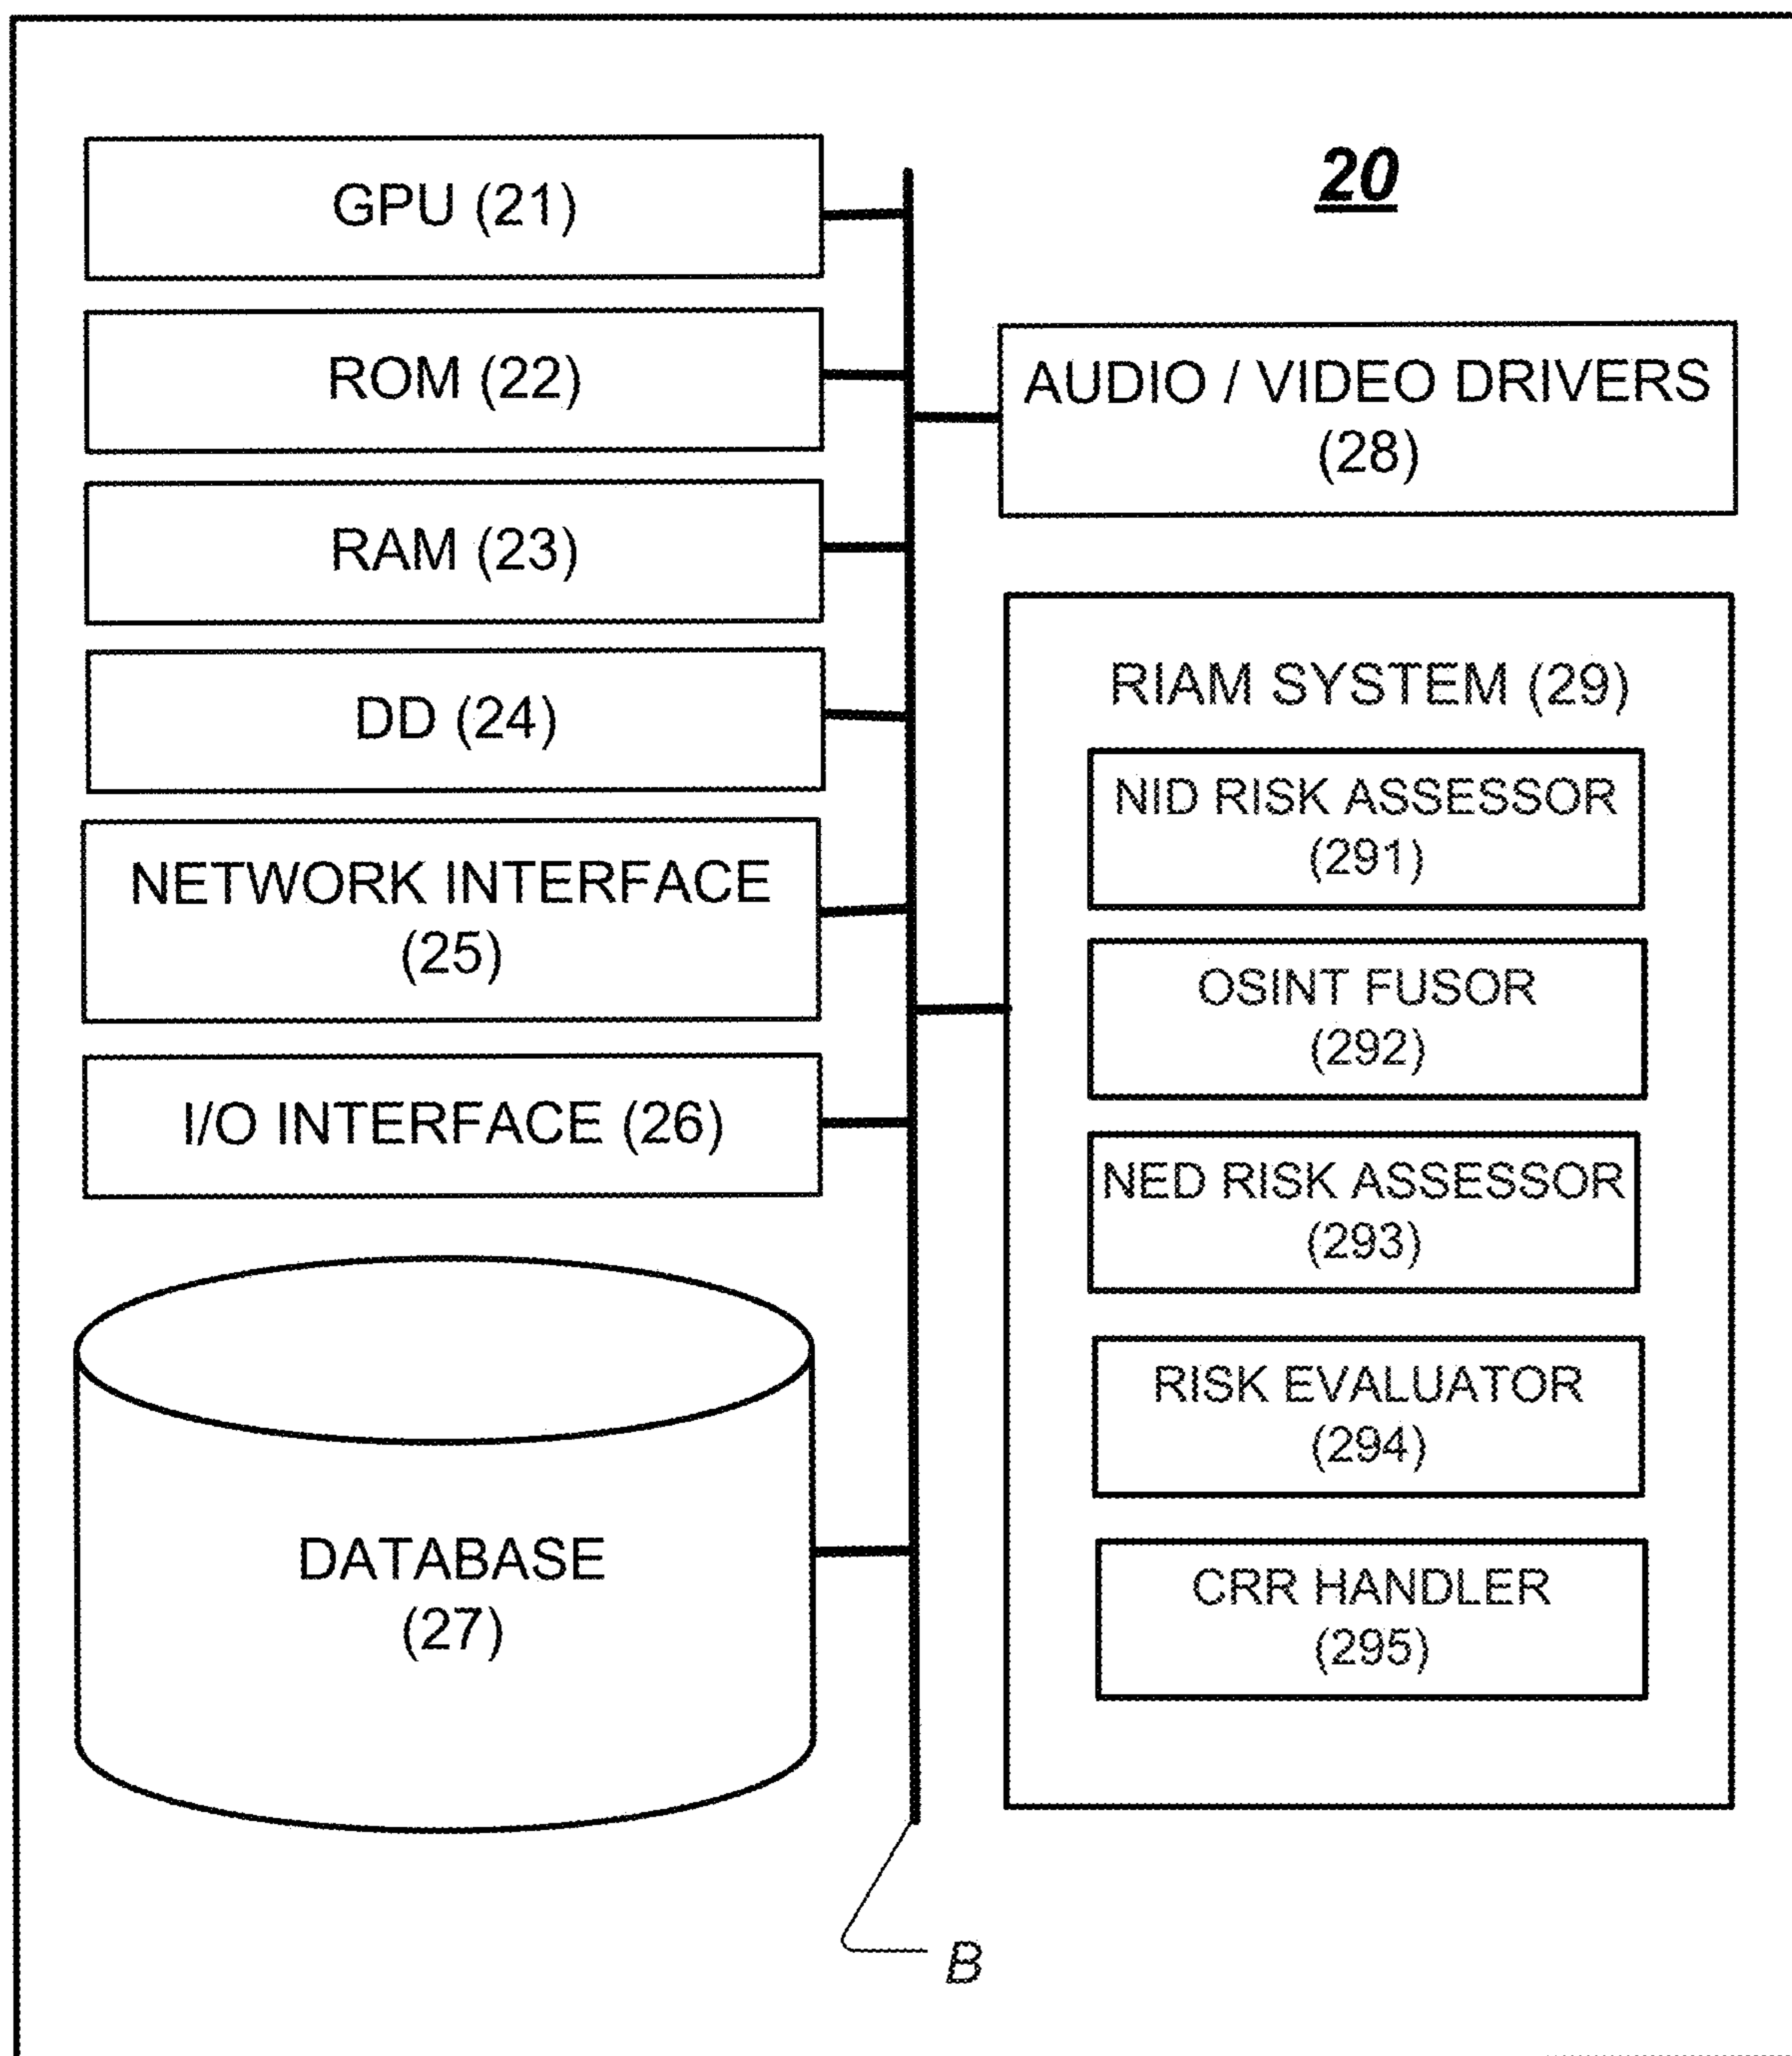 20
GPU (21)
ROM (22)
RAM (23)
DD (24)
NETWORK INTERFACE
(25)
I/O INTERFACE (26)
DATABASE
(27)
AUDIO / VIDEO DRIVERS
(28)
RIAM SYSTEM (29)
NID RISK ASSESSOR
(291)
OSINT FUSOR
(292)
NED RISK ASSESSOR
(293)
RISK EVALUATOR
(294)
CRR HANDLER
(295)
B